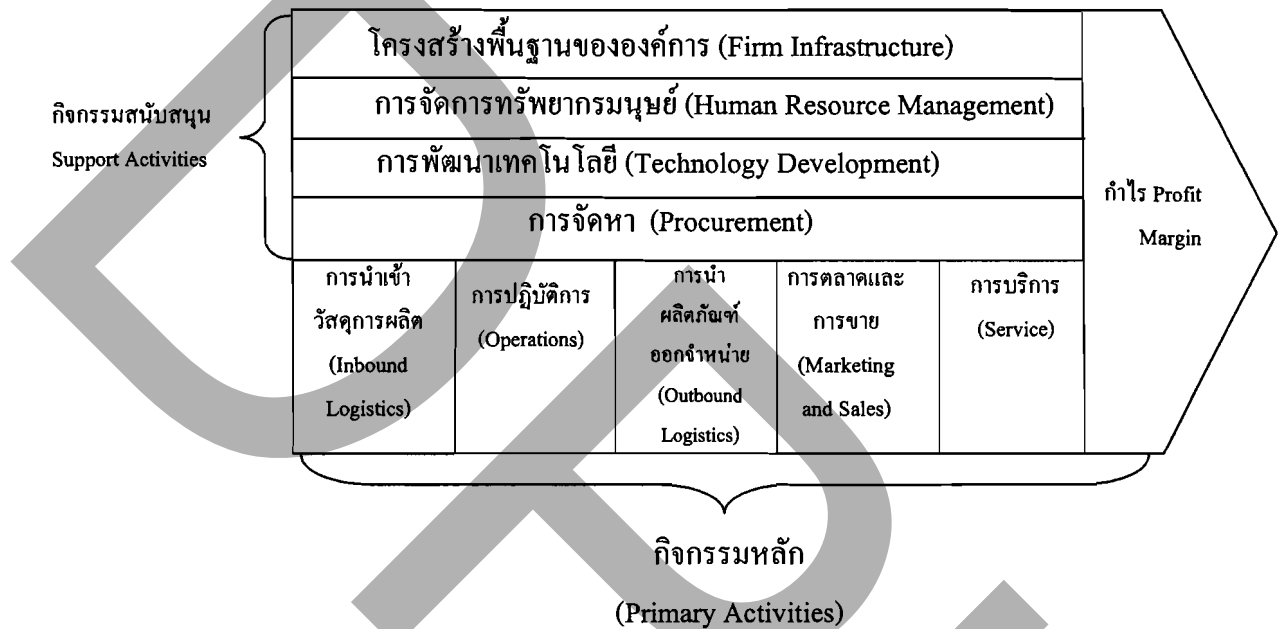 โครงสร้างพื้นฐานขององค์การ (Firm Infrastructure)
กิจกรรมสนับสนุน
Support Activities
การจัดการทรัพยากรมนุษย์ (Human Resource Management)
การพัฒนาเทคโนโลยี (Technology Development)
การจัดหา (Procurement)
กำไร Profit
Margin
การนำเข้า
วัสดุการผลิต
(Inbound
Logistics)
การปฏิบัติการ
(Operations)
การนำ
ผลิตภัณฑ์
ออกจำหน่าย
(Outbound
Logistics)
การตลาดและ
การขาย
(Marketing
and Sales)
การบริการ
(Service)
กิจกรรมหลัก
(Primary Activities)